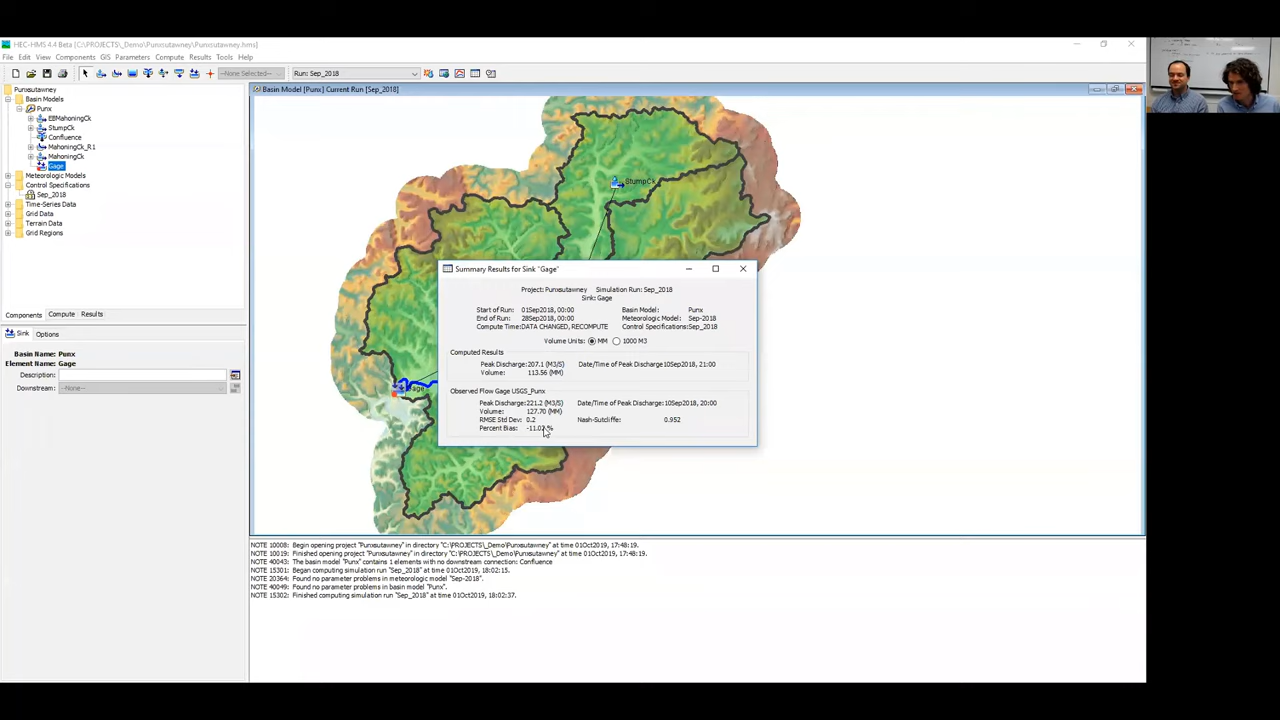 HEC-HMS 4.4 Beta [C:\PROJECTS\_Demo\Punxsutawney\Punxsutawney.hms]
File Edit View Components GIS Parameters Compute Results Tools Help
--None Selected-- Run: Sep_2018
Punxsutawney
Basin Models
Punx
EBMahoningCk
StumpCk
Confluence
MahoningCk_R1
MahoningCk
Gage
Meteorologic Models
Control Specifications
Sep_2018
Time-Series Data
Grid Data
Terrain Data
Grid Regions
Components Compute Results
Sink Options
Basin Name: Punx
Element Name: Gage
Description:
Downstream: --None--
Basin Model [Punx] Current Run [Sep_2018]
StumpCk
Gage
Summary Results for Sink "Gage"
Project: Punxsutawney Simulation Run: Sep_2018
Sink: Gage
Start of Run: 01Sep2018, 00:00 Basin Model: Punx
End of Run: 28Sep2018, 00:00 Meteorologic Model: Sep-2018
Compute Time:DATA CHANGED, RECOMPUTE Control Specifications:Sep_2018
Volume Units: MM 1000 M3
Computed Results
Peak Discharge:207.1 (M3/S) Date/Time of Peak Discharge10Sep2018, 21:00
Volume: 113.56 (MM)
Observed Flow Gage USGS_Punx
Peak Discharge:221.2 (M3/S) Date/Time of Peak Discharge:10Sep2018, 20:00
Volume: 127.70 (MM)
RMSE Std Dev: 0.2 Nash-Sutcliffe: 0.952
Percent Bias: %
NOTE 10008: Begin opening project "Punxsutawney" in directory "C:\PROJECTS\_Demo\Punxsutawney" at time 01Oct2019, 17:48:19.
NOTE 10019: Finished opening project "Punxsutawney" in directory "C:\PROJECTS\_Demo\Punxsutawney" at time 01Oct2019, 17:48:19.
NOTE 40043: The basin model "Punx" contains 1 elements with no downstream connection: Confluence
NOTE 15301: Began computing simulation run "Sep_2018" at time 01Oct2019, 18:02:15.
NOTE 20364: Found no parameter problems in meteorologic model "Sep-2018".
NOTE 40049: Found no parameter problems in basin model "Punx".
NOTE 15302: Finished computing simulation run "Sep_2018" at time 01Oct2019, 18:02:37.